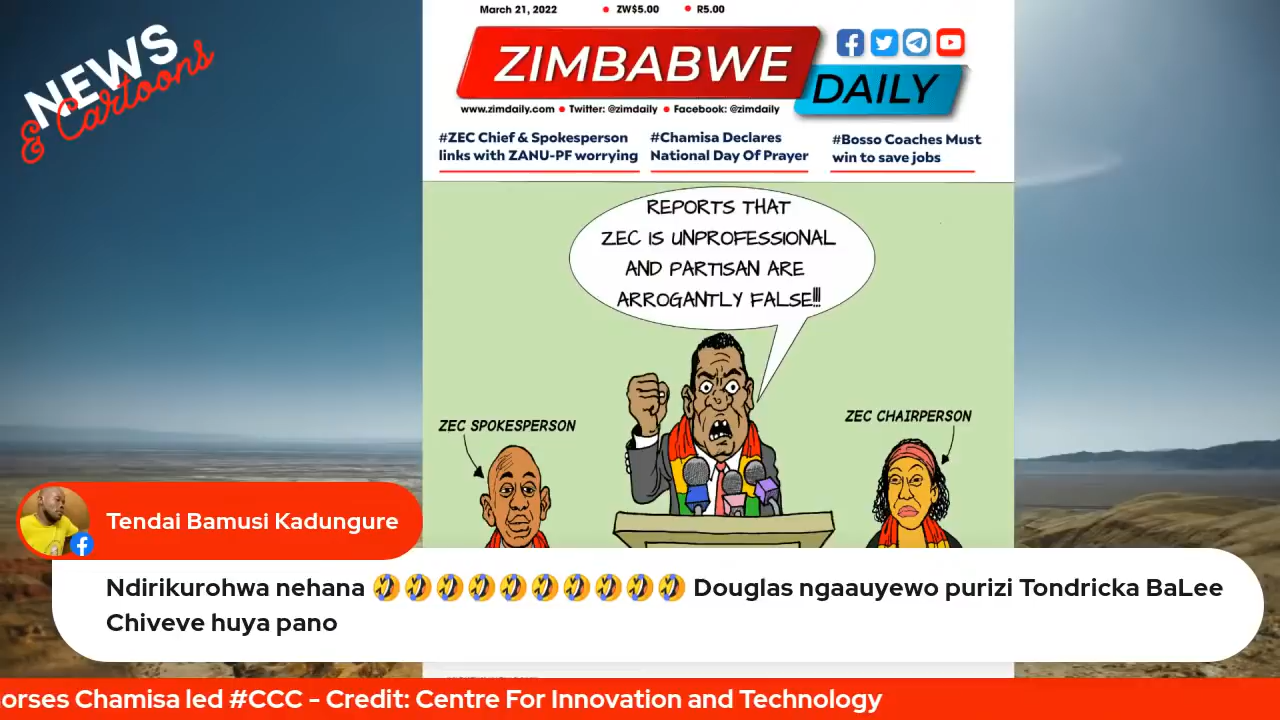 March 21, 2022 • ZW$5.00 • R5.00
NEWS
& Cartoons
ZIMBABWE
DAILY
www.zimdaily.com • Twitter: @zimdaily • Facebook: @zimdaily
#ZEC Chief & Spokesperson
links with ZANU-PF worrying
#Chamisa Declares
National Day Of Prayer
#Bosso Coaches Must
win to save jobs
REPORTS THAT
ZEC IS UNPROFESSIONAL
AND PARTISAN ARE
ARROGANTLY FALSE!!!
ZEC SPOKESPERSON
ZEC CHAIRPERSON
Tendai Bamusi Kadungure
Ndirikurohwa nehana 🤣🤣🤣🤣🤣🤣🤣🤣🤣🤣 Douglas ngaauyewo purizi Tondricka BaLee
Chiveve huya pano
orses Chamisa led #CCC - Credit: Centre For Innovation and Technology